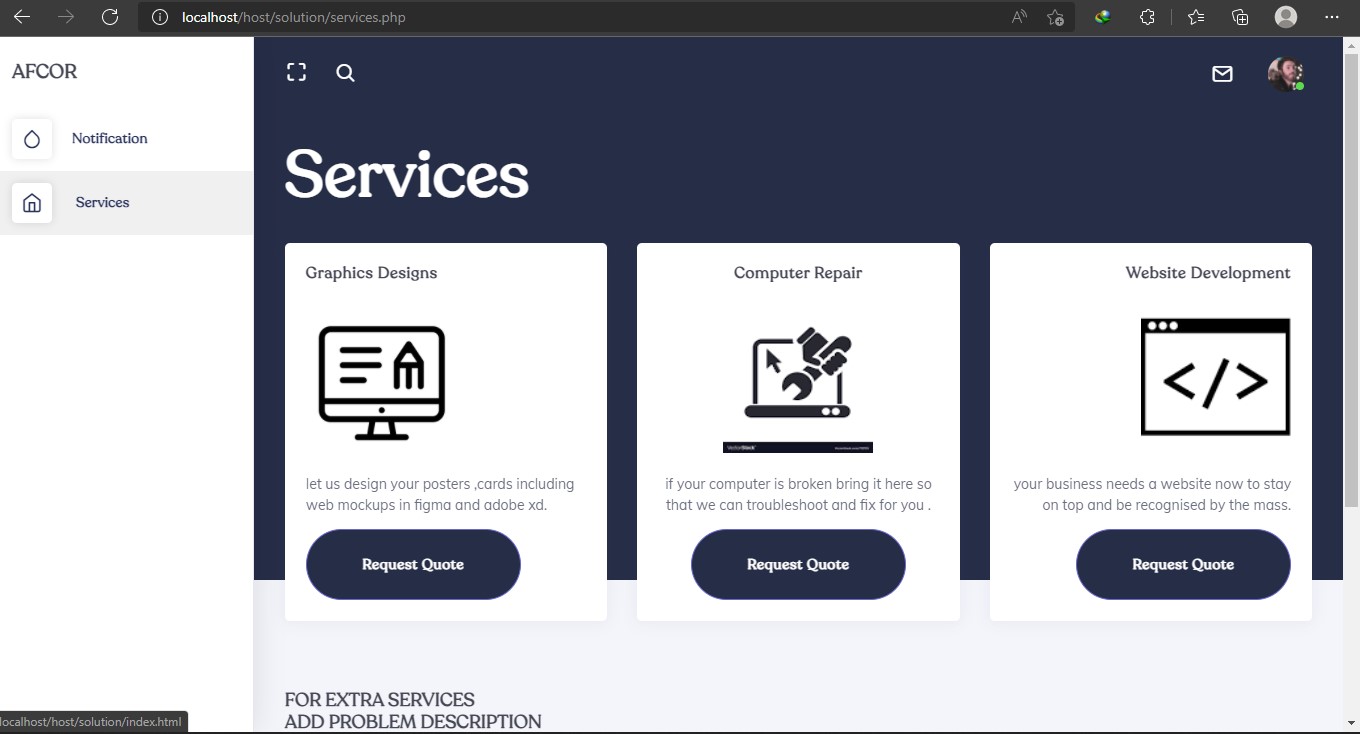 localhost/host/solution/services.php
AFCOR
Notification
Services
Services
Graphics Designs
let us design your posters ,cards including
web mockups in figma and adobe xd.
Request Quote
Computer Repair
VectorStock
if your computer is broken bring it here so
that we can troubleshoot and fix for you .
Request Quote
Website Development
</>
your business needs a website now to stay
on top and be recognised by the mass.
Request Quote
FOR EXTRA SERVICES
ADD PROBLEM DESCRIPTION
localhost/host/solution/index.html